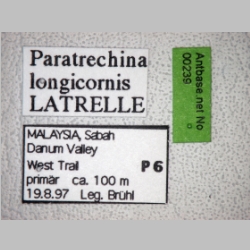 Paratrechina
longicornis
LATRELLE
Antbase.net No
00239
MALAYSIA, Sabah
Danum Valley
West Trail P 6
primär ca. 100 m
19.8.97 Leg. Brühl